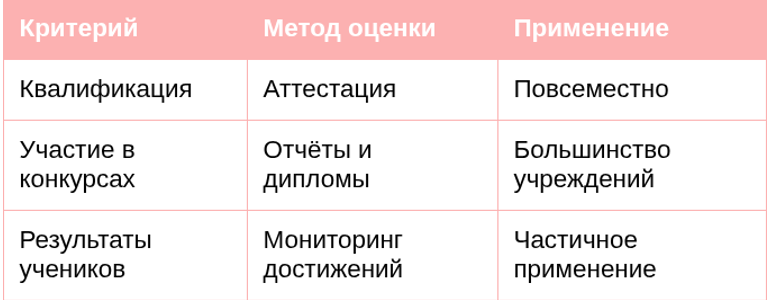 Критерий Метод оценки Применение
Квалификация Аттестация Повсеместно
Участие в Отчёты и Большинство
конкурсах дипломы учреждений
Результаты Мониторинг Частичное
учеников достижений применение